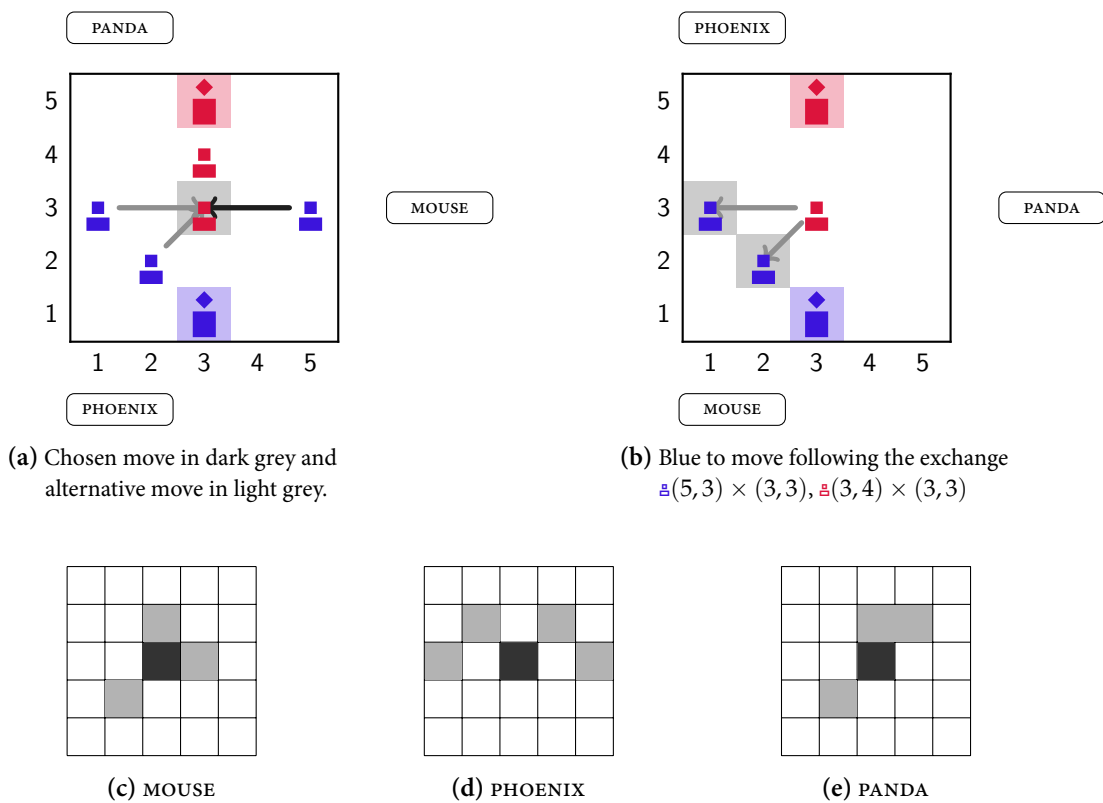 PANDA
PHOENIX
5
4
3
2
1
MOUSE
1 2 3 4 5
PHOENIX
5
4
3
2
1
PANDA
1 2 3 4 5
MOUSE
(a) Chosen move in dark grey and
alternative move in light grey.
(b) Blue to move following the exchange
(5, 3) × (3, 3), (3, 4) × (3, 3)
(c) MOUSE
(d) PHOENIX
(e) PANDA